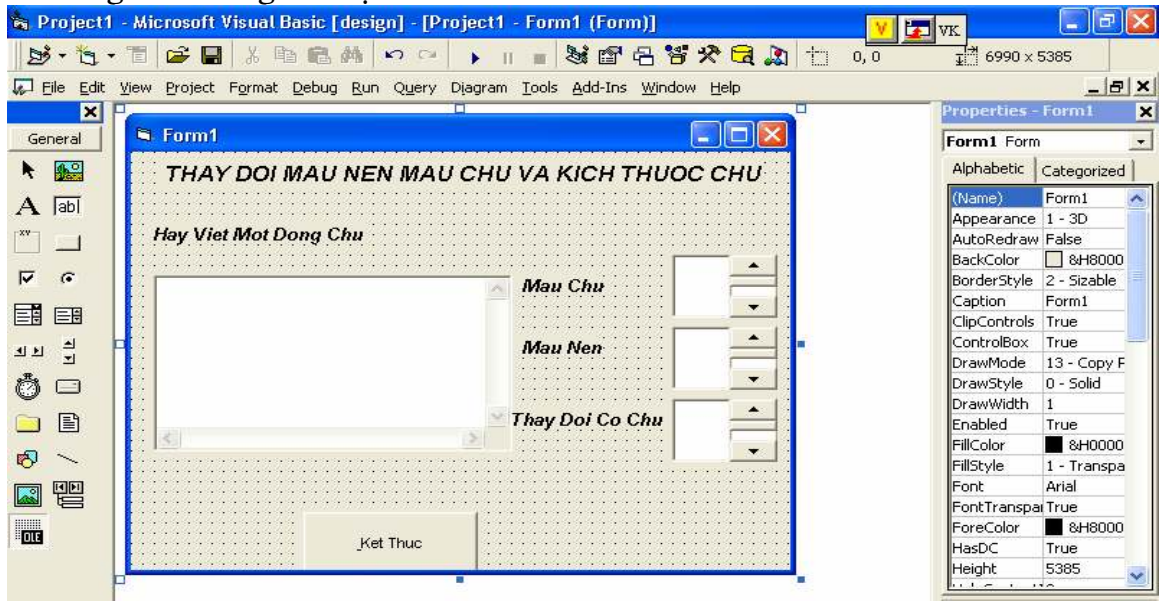 Project1 - Microsoft Visual Basic [design] - [Project1 - Form1 (Form)]
V
VK
0, 0
6990 x 5385
File Edit View Project Format Debug Run Query Diagram Tools Add-Ins Window Help
General
A
ab
XY
OLE
Form1
THAY DOI MAU NEN MAU CHU VA KICH THUOC CHU
Hay Viet Mot Dong Chu
Mau Chu
Mau Nen
Thay Doi Co Chu
Ket Thuc
Properties - Form1
Form1 Form
Alphabetic Categorized
(Name) Form1
Appearance 1 - 3D
AutoRedraw False
BackColor &H8000
BorderStyle 2 - Sizable
Caption Form1
ClipControls True
ControlBox True
DrawMode 13 - Copy P
DrawStyle 0 - Solid
DrawWidth 1
Enabled True
FillColor &H0000
FillStyle 1 - Transpa
Font Arial
FontTranspa True
ForeColor &H8000
HasDC True
Height 5385